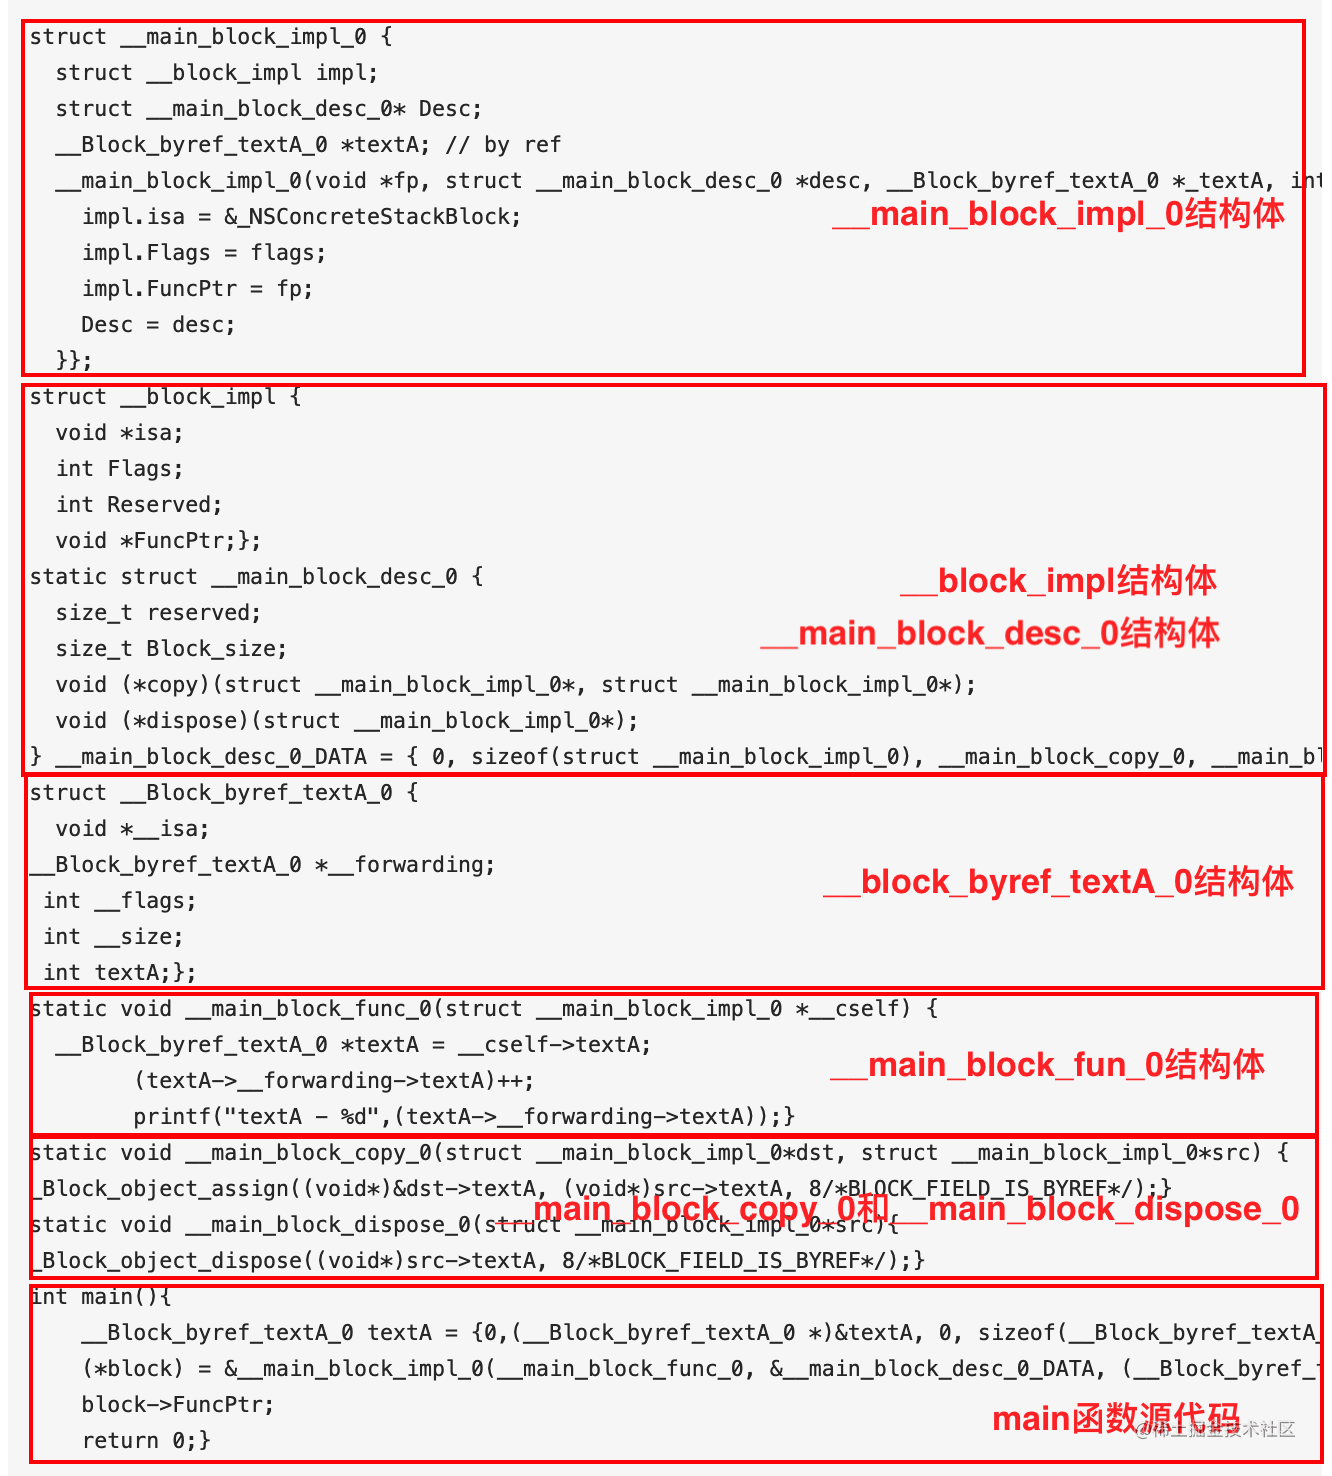 struct __main_block_impl_0 {
struct __block_impl impl;
struct __main_block_desc_0* Desc;
__Block_byref_textA_0 *textA; // by ref
__main_block_impl_0(void *fp, struct __main_block_desc_0 *desc, __Block_byref_textA_0 *_textA, int
impl.isa = &_NSConcreteStackBlock;
__main_block_impl_0结构体
impl.Flags = flags;
impl.FuncPtr = fp;
Desc = desc;
}};
struct __block_impl {
void *isa;
int Flags;
int Reserved;
void *FuncPtr;};
static struct __main_block_desc_0 {
__block_impl结构体
size_t reserved;
__main_block_desc_0结构体
size_t Block_size;
void (*copy)(struct __main_block_impl_0*, struct __main_block_impl_0*);
void (*dispose)(struct __main_block_impl_0*);
} __main_block_desc_0_DATA = { 0, sizeof(struct __main_block_impl_0), __main_block_copy_0, __main_bl
struct __Block_byref_textA_0 {
void *__isa;
__Block_byref_textA_0 *__forwarding;
__block_byref_textA_0结构体
int __flags;
int __size;
int textA;};
static void __main_block_func_0(struct __main_block_impl_0 *__cself) {
__Block_byref_textA_0 *textA = __cself->textA;
__main_block_fun_0结构体
(textA->__forwarding->textA)++;
printf("textA - %d",(textA->__forwarding->textA));}
static void __main_block_copy_0(struct __main_block_impl_0*dst, struct __main_block_impl_0*src) {
_Block_object_assign((void*)&dst->textA, (void*)src->textA, 8/*BLOCK_FIELD_IS_BYREF*/);}
__main_block_copy_0和__main_block_dispose_0
static void __main_block_dispose_0(struct __main_block_impl_0*src){
_Block_object_dispose((void*)src->textA, 8/*BLOCK_FIELD_IS_BYREF*/);}
int main(){
__Block_byref_textA_0 textA = {0,(__Block_byref_textA_0 *)&textA, 0, sizeof(__Block_byref_textA_
(*block) = &__main_block_impl_0(__main_block_func_0, &__main_block_desc_0_DATA, (__Block_byref_
block->FuncPtr;
main函数源代码
@稀土掘金技术社区
return 0;}